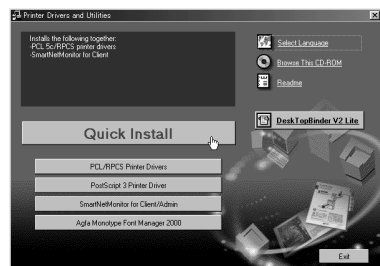 Printer Drivers and Utilities
Installs the following together:
-PCL 5c/RPCS printer drivers
-SmartNetMonitor for Client
Select Language
Browse This CD-ROM
Readme
DeskTopBinder V2 Lite
Quick Install
PCL/RPCS Printer Drivers
PostScript 3 Printer Driver
SmartNetMonitor for Client/Admin
Agfa Monotype Font Manager 2000
Exit